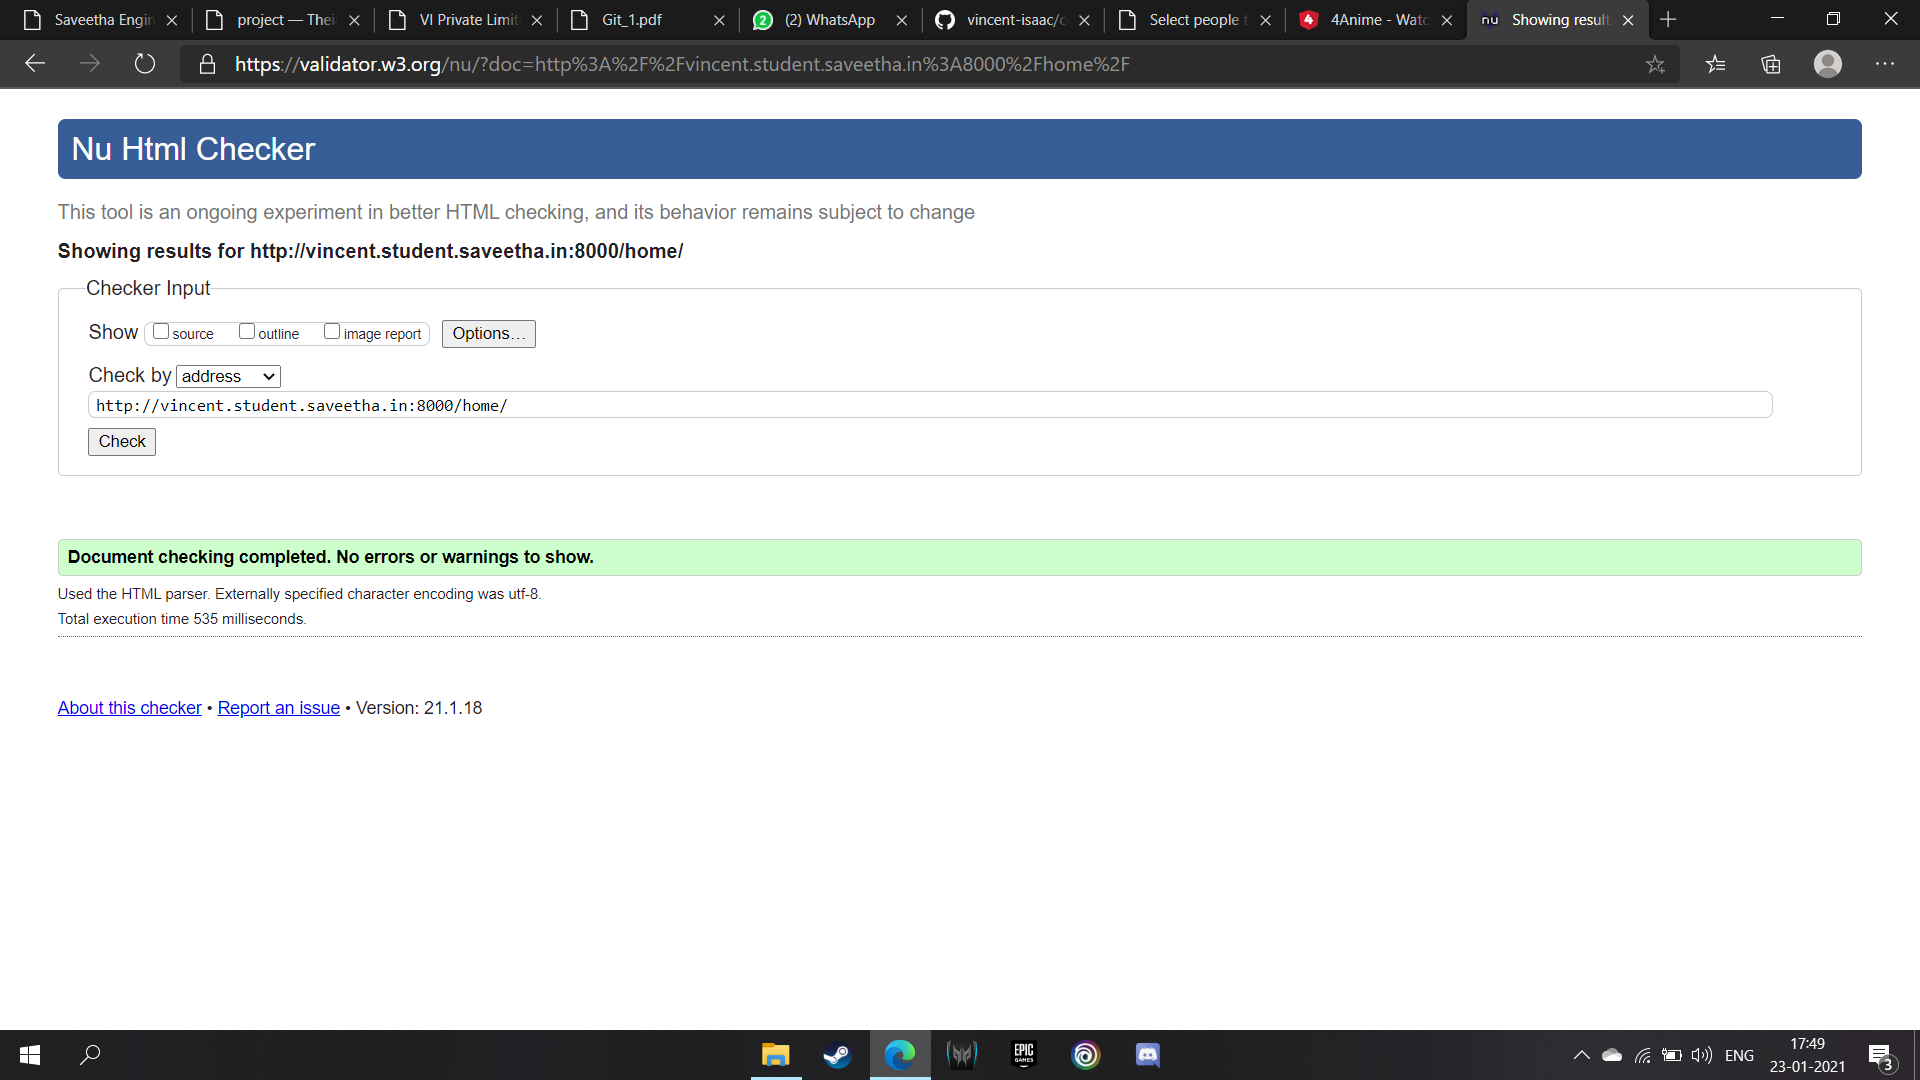 Saveetha Engin
project — Thei
VI Private Limit
Git_1.pdf
2
(2) WhatsApp
vincent-isaac/c
Select people t
4
4Anime - Watc
nu
Showing result
https://validator.w3.org/nu/?doc=http%3A%2F%2Fvincent.student.saveetha.in%3A8000%2Fhome%2F
Nu Html Checker
This tool is an ongoing experiment in better HTML checking, and its behavior remains subject to change
Showing results for http://vincent.student.saveetha.in:8000/home/
Checker Input
Show source outline image report Options...
Check by address
http://vincent.student.saveetha.in:8000/home/
Check
Document checking completed. No errors or warnings to show.
Used the HTML parser. Externally specified character encoding was utf-8.
Total execution time 535 milliseconds.
About this checker • Report an issue • Version: 21.1.18
EPIC
GAMES
ENG
17:49
23-01-2021
3